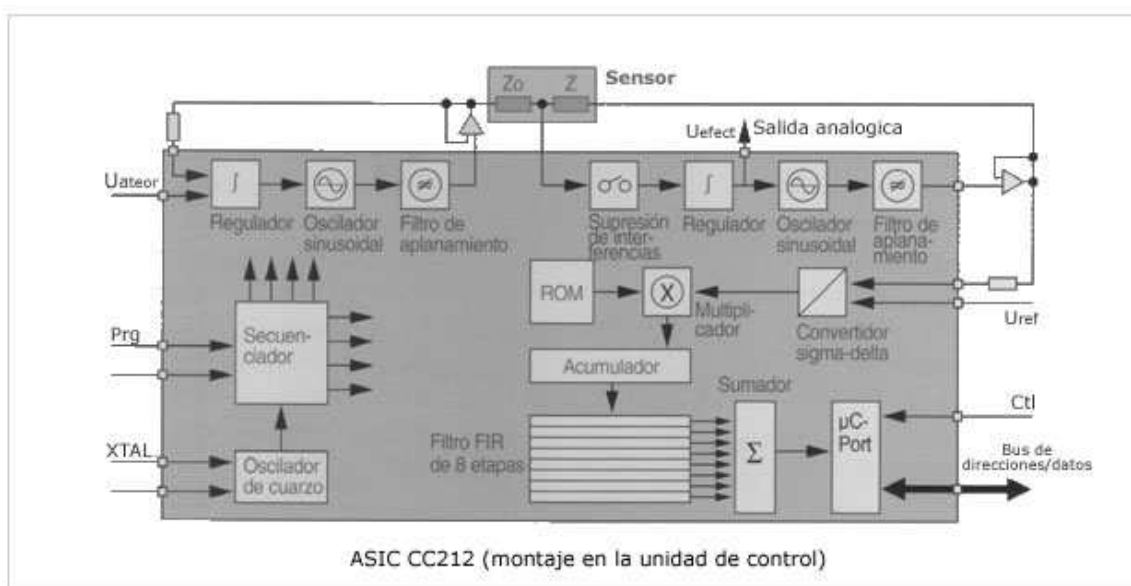 Zo
Z
Sensor
Uefect
Salida analogica
Uateor
Regulador
Oscilador
sinusoidal
Filtro de
aplanamiento
Supresión
de inter-
ferencias
Regulador
Oscilador
sinusoidal
Filtro de
aplana-
miento
ROM
X
Multipli-
cador
Convertidor
sigma-delta
Uref
Prg
Secuen-
ciador
Acumulador
Sumador
Ctl
Filtro FIR
de 8 etapas
Σ
µC-
Port
Bus de
direcciones/datos
XTAL
Oscilador
de cuarzo
ASIC CC212 (montaje en la unidad de control)